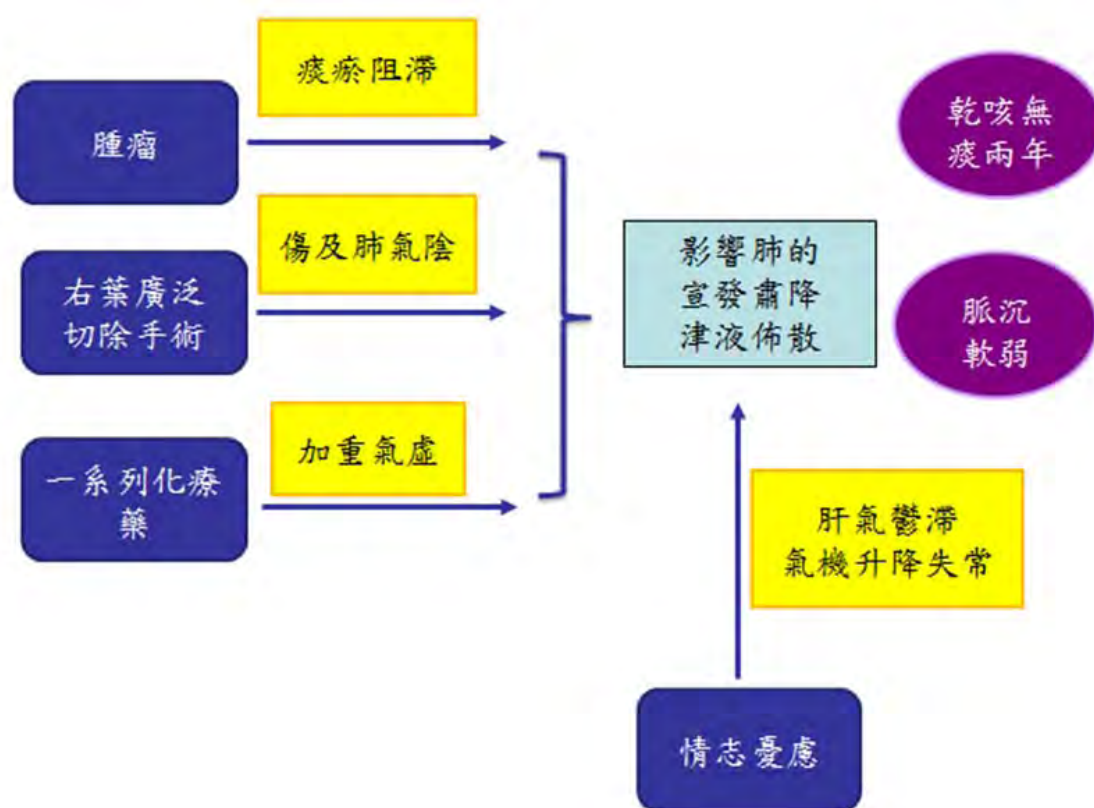 痰瘀阻滯
腫瘤
乾咳無
痰兩年
傷及肺氣陰
右葉廣泛
切除手術
影響肺的
宣發肅降
津液佈散
脈沉
軟弱
加重氣虛
一系列化療
藥
肝氣鬱滯
氣機升降失常
情志憂慮